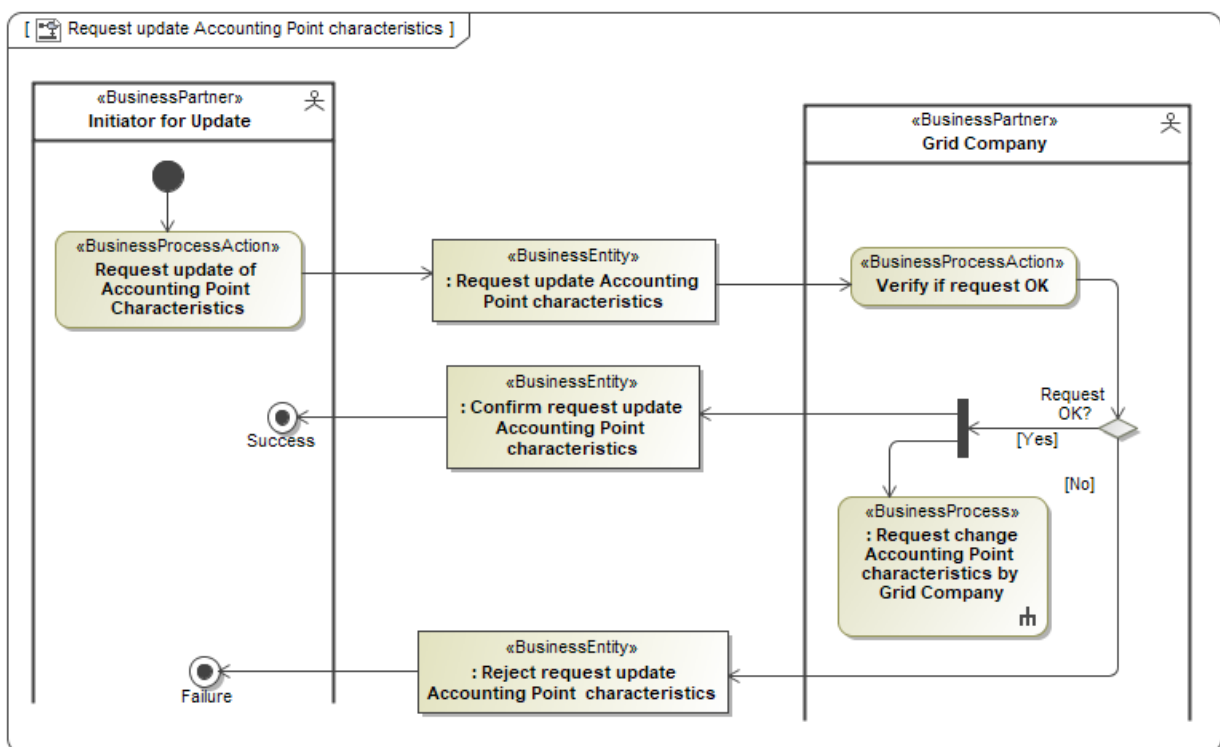 [ Request update Accounting Point characteristics ]
«BusinessPartner»
Initiator for Update
«BusinessPartner»
Grid Company
«BusinessProcessAction»
Request update of
Accounting Point
Characteristics
«BusinessEntity»
: Request update Accounting
Point characteristics
«BusinessProcessAction»
Verify if request OK
«BusinessEntity»
: Confirm request update
Accounting Point
characteristics
Success
Request
OK?
[Yes]
[No]
«BusinessProcess»
: Request change
Accounting Point
characteristics by
Grid Company
«BusinessEntity»
: Reject request update
Accounting Point characteristics
Failure